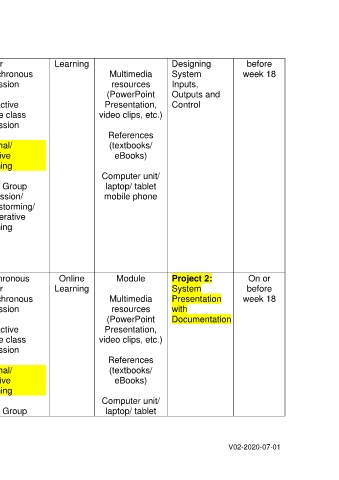 r Learning Designing before
chronous Multimedia System week 18
ssion resources Inputs,
(PowerPoint Outputs and
active Presentation, Control
e class video clips, etc.)
ssion
References
nal/ (textbooks/
ive eBooks)
ing
Computer unit/
Group laptop/ tablet
ssion/ mobile phone
storming/
erative
ing
hronous Online Module Project 2: On or
r Learning System before
chronous Multimedia Presentation week 18
ssion resources with
(PowerPoint Documentation
active Presentation,
e class video clips, etc.)
ssion
References
nal/ (textbooks/
ive eBooks)
ing
Computer unit/
Group laptop/ tablet
V02-2020-07-01